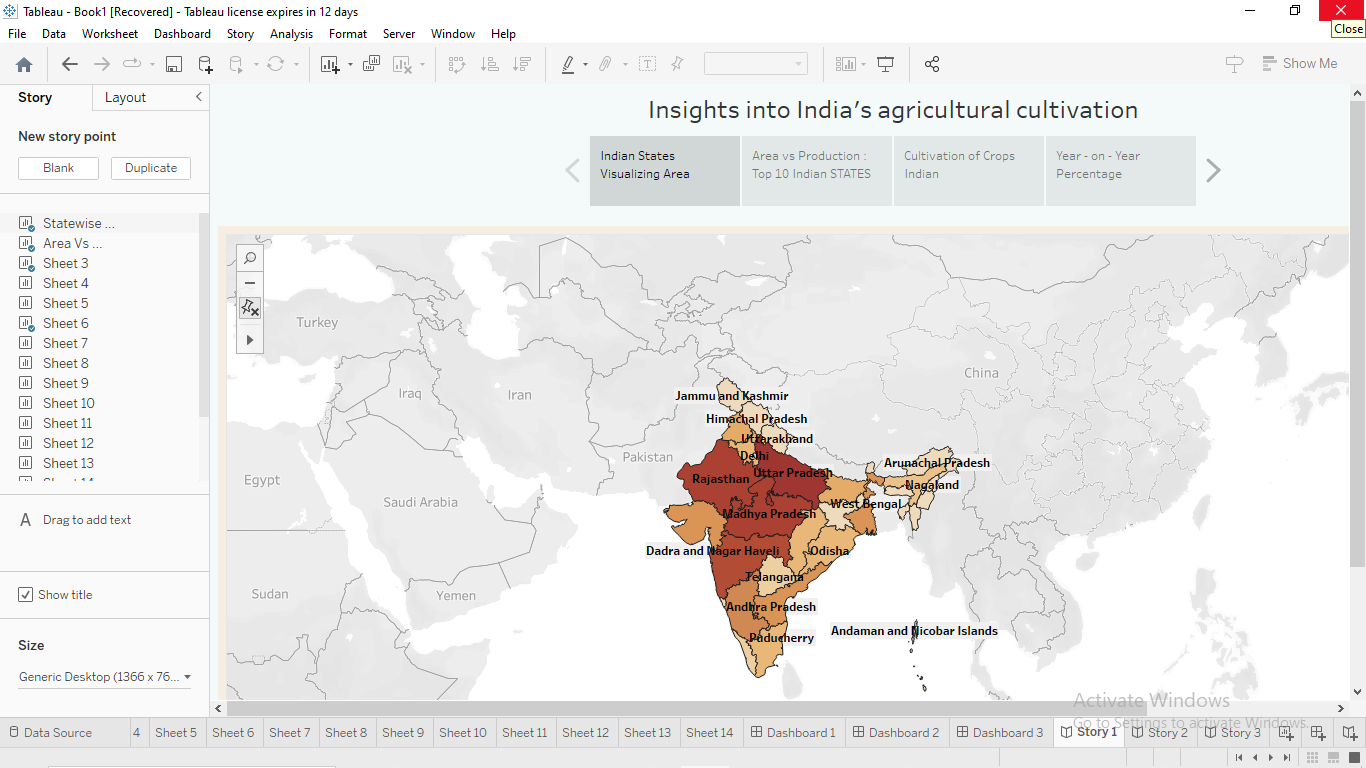 Tableau - Book1 [Recovered] - Tableau license expires in 12 days
Close
File Data Worksheet Dashboard Story Analysis Format Server Window Help
Show Me
Story Layout
New story point
Blank Duplicate
Statewise ...
Area Vs ...
Sheet 3
Sheet 4
Sheet 5
Sheet 6
Sheet 7
Sheet 8
Sheet 9
Sheet 10
Sheet 11
Sheet 12
Sheet 13
A Drag to add text
Show title
Size
Generic Desktop (1366 x 76...
Insights into India's agricultural cultivation
Indian States
Visualizing Area
Area vs Production :
Top 10 Indian STATES
Cultivation of Crops
Indian
Year - on - Year
Percentage
Turkey
China
Iraq
Iran
Jammu and Kashmir
Himachal Pradesh
Uttarakhand
Pakistan
Delhi
Arunachal Pradesh
Uttar Pradesh
Egypt
Rajasthan
Nagaland
Saudi Arabia
West Bengal
Madhya Pradesh
Dadra and Nagar Haveli
Odisha
Telangana
Sudan
Yemen
Andhra Pradesh
Andaman and Nicobar Islands
Puducherry
Activate Windows
Go to Settings to activate Windows.
Data Source 4 Sheet 5 Sheet 6 Sheet 7 Sheet 8 Sheet 9 Sheet 10 Sheet 11 Sheet 12 Sheet 13 Sheet 14 Dashboard 1 Dashboard 2 Dashboard 3 Story 1 Story 2 Story 3